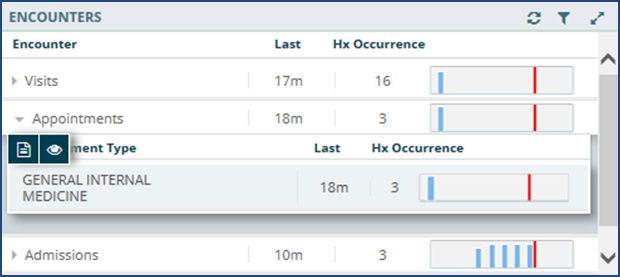 ENCOUNTERS
Encounter Last Hx Occurrence
Visits 17m 16
Appointments 18m 3
ment Type Last Hx Occurrence
GENERAL INTERNAL
MEDICINE 18m 3
Admissions 10m 3